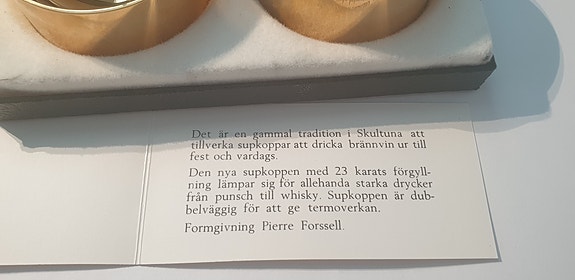 Det är en gammal tradition i Skultuna att
tillverka supkoppar att dricka brännvin ur till
fest och vardags.
Den nya supkoppen med 23 karats förgyll-
ning lämpar sig för allehanda starka drycker
från punsch till whisky. Supkoppen är dub-
belväggig för att ge termoverkan.
Formgivning Pierre Forssell.